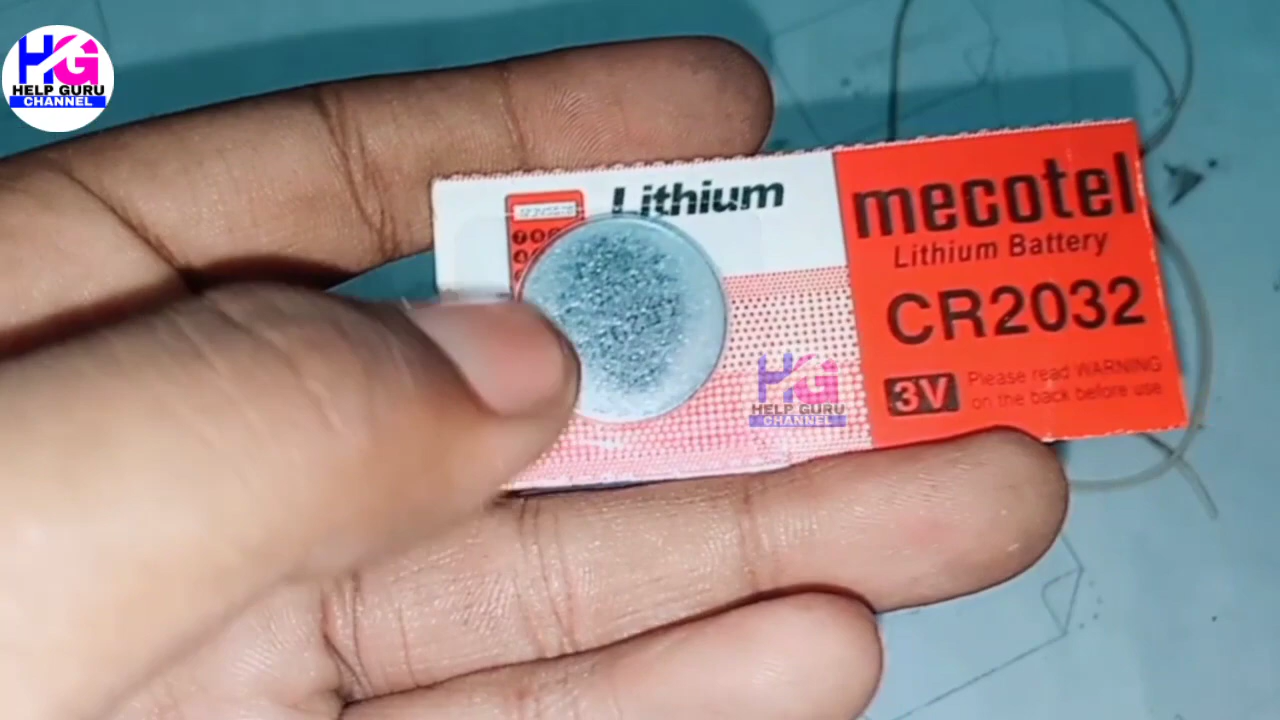 HG
HELP GURU
CHANNEL
Lithium
mecotel
Lithium Battery
CR2032
3V
Please read WARNING
on the back before use
HG
HELP GURU
CHANNEL